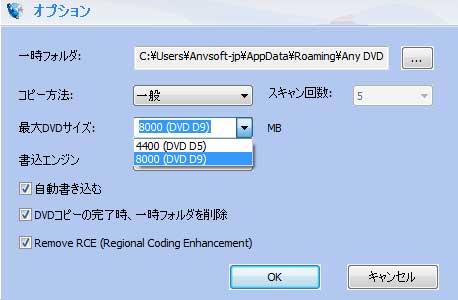 オプション
一時フォルダ: C:¥Users¥Anvsoft-jp¥AppData¥Roaming¥Any DVD ...
コピー方法: 一般 スキャン回数: 5
最大DVDサイズ: 8000 (DVD D9) MB
4400 (DVD D5)
8000 (DVD D9)
書込エンジン
自動書き込む
DVDコピーの完了時、一時フォルダを削除
Remove RCE (Regional Coding Enhancement)
OK キャンセル